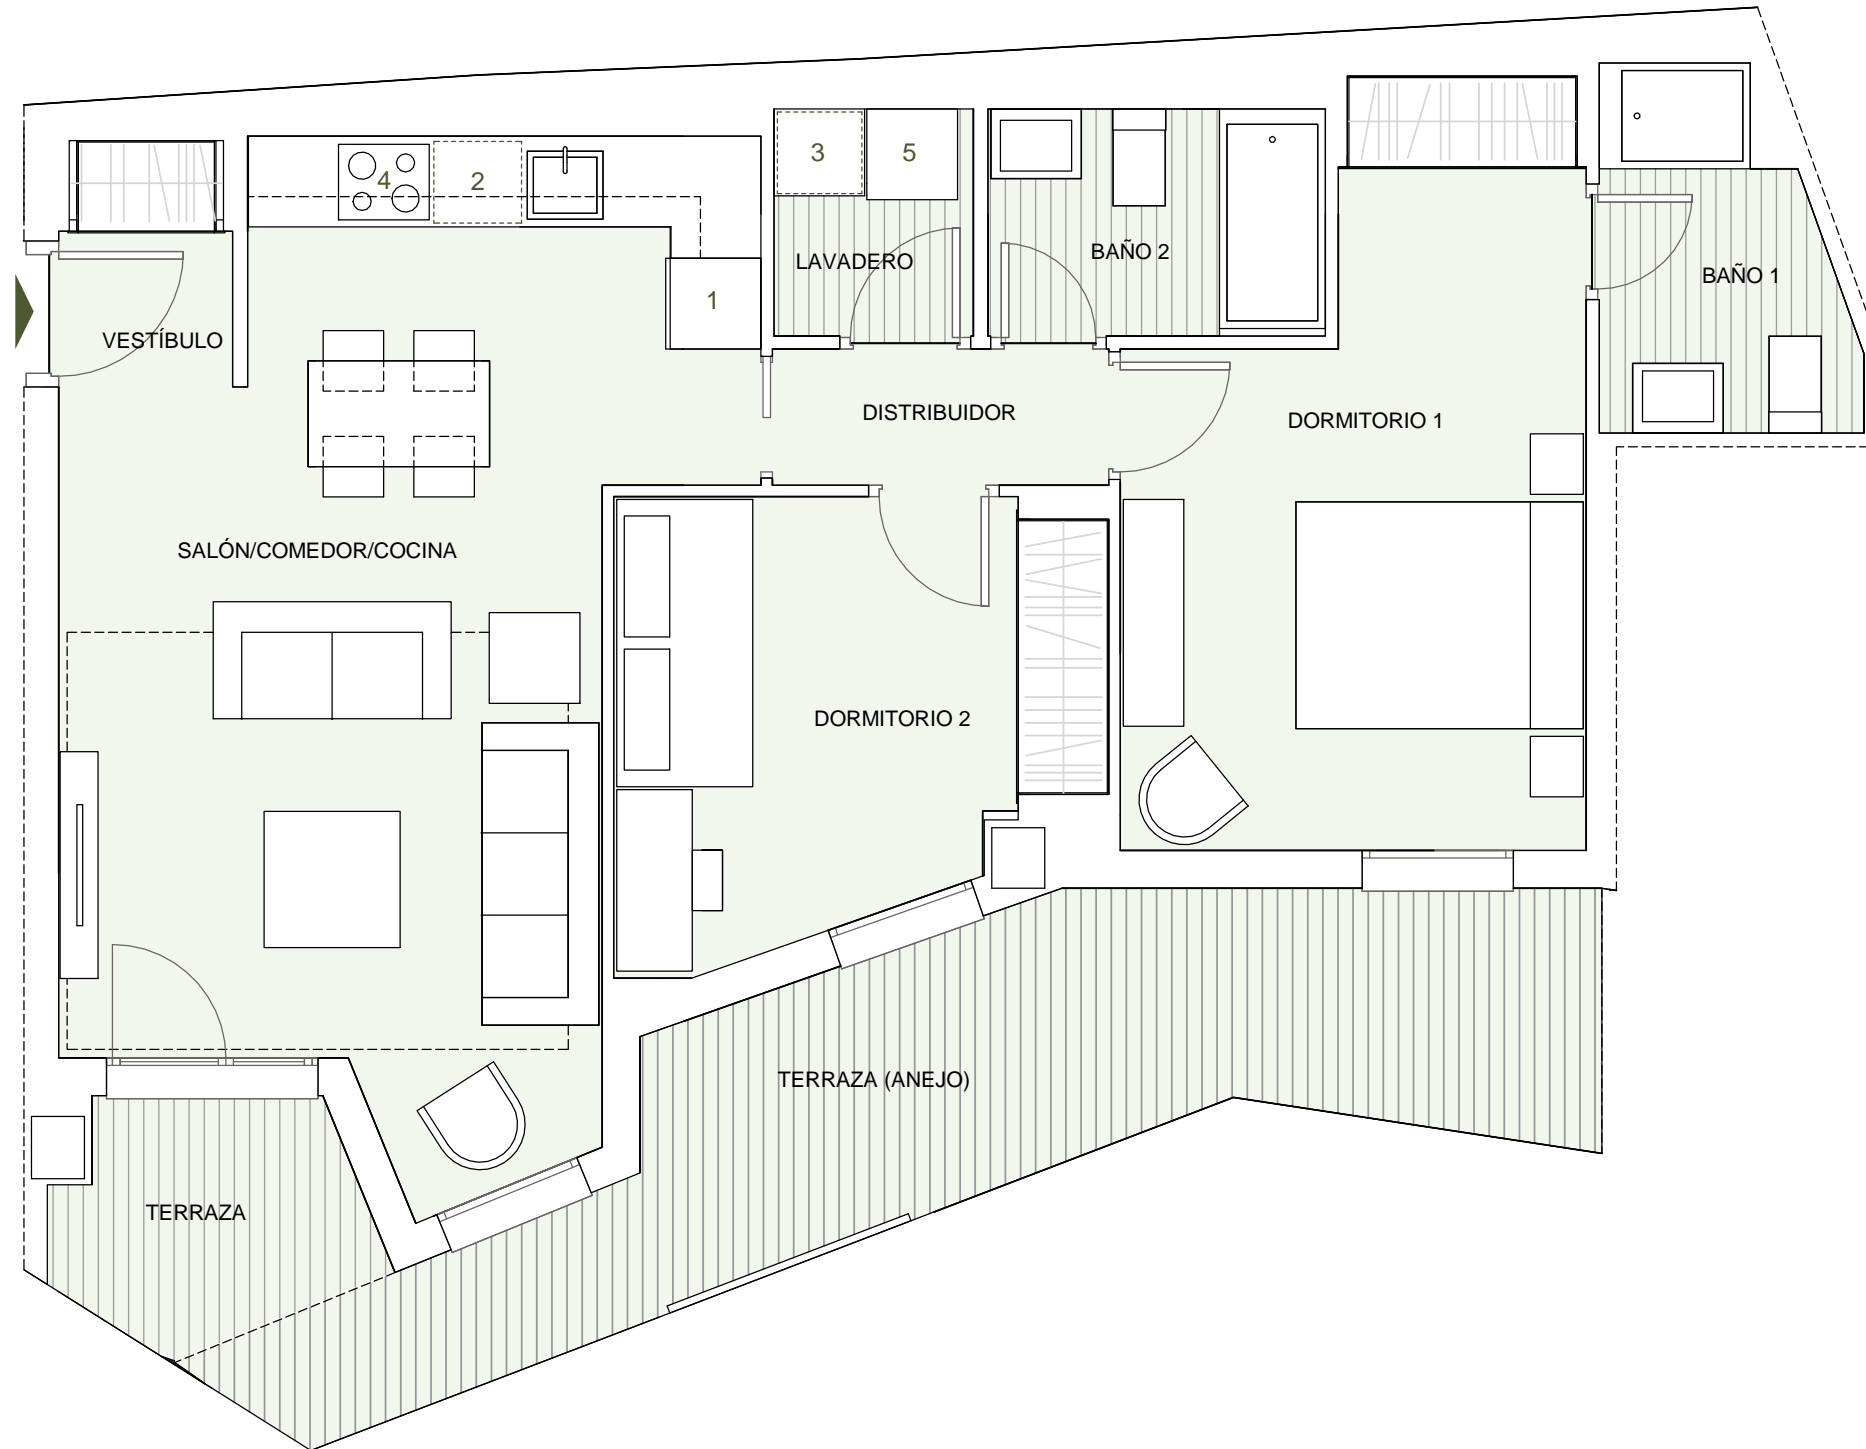 4
2
3
5
LAVADERO
BAÑO 2
BAÑO 1
1
VESTÍBULO
DISTRIBUIDOR
DORMITORIO 1
SALÓN/COMEDOR/COCINA
DORMITORIO 2
TERRAZA (ANEJO)
TERRAZA